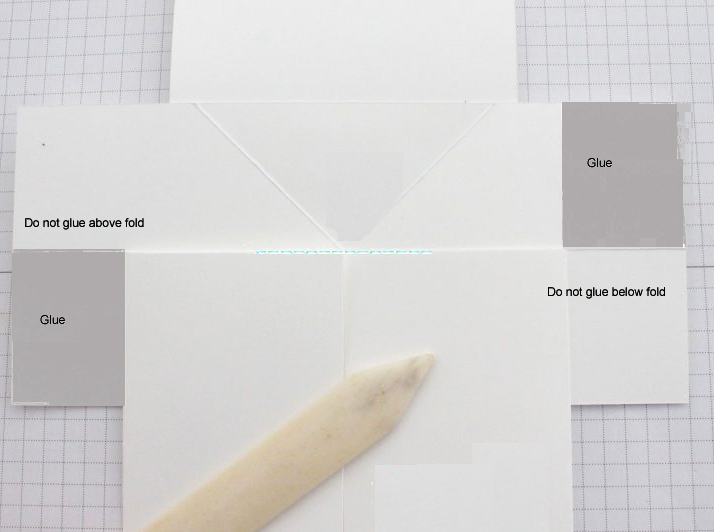 Glue
Do not glue above fold
Do not glue below fold
Glue